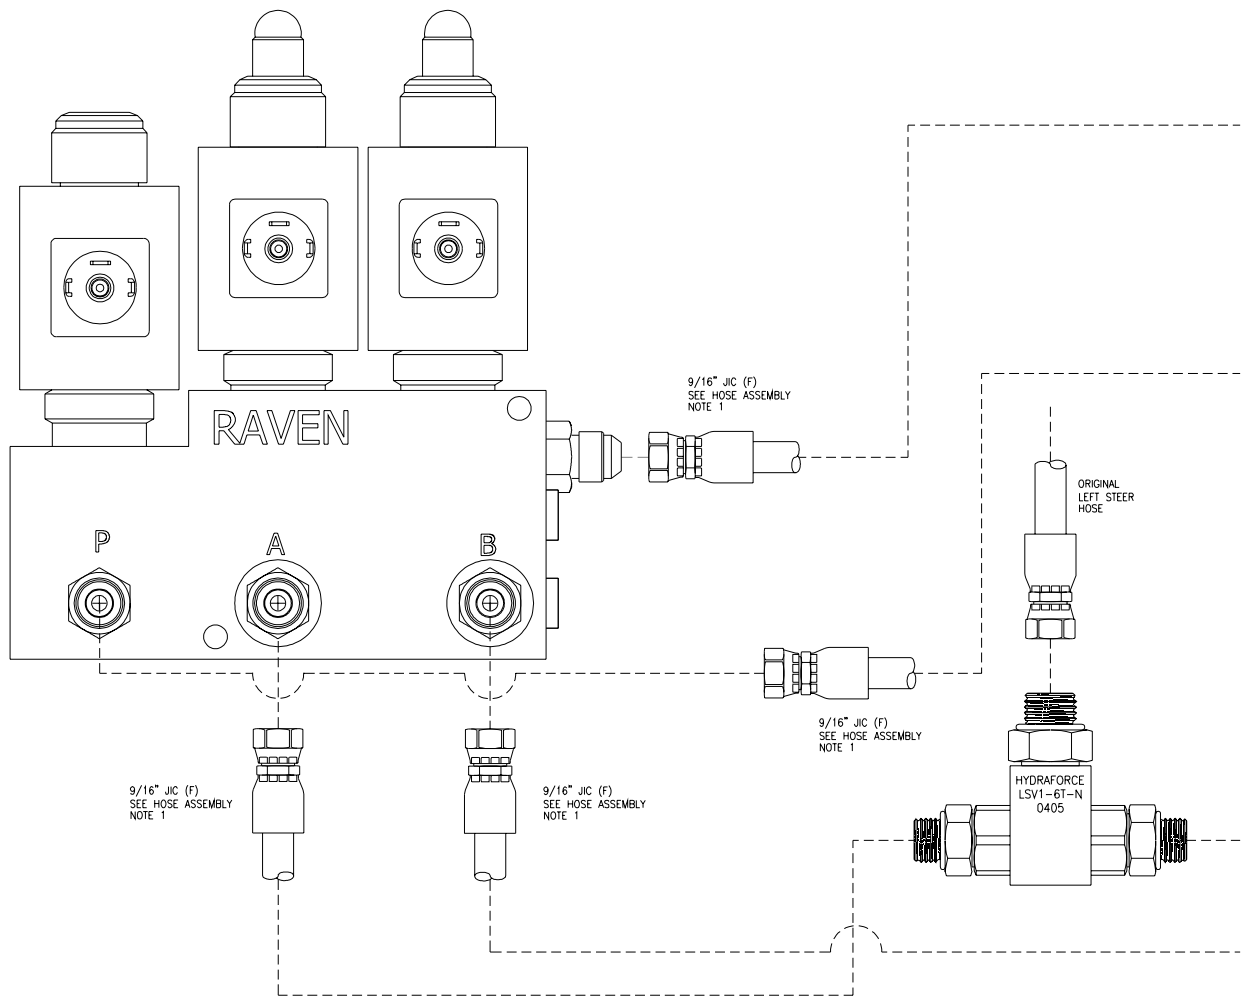 9/16" JIC (F)
SEE HOSE ASSEMBLY
NOTE 1
RAVEN
ORIGINAL
LEFT STEER
HOSE
P
A
B
9/16" JIC (F)
SEE HOSE ASSEMBLY
NOTE 1
HYDRAFORCE
LSV1-6T-N
0405
9/16" JIC (F)
SEE HOSE ASSEMBLY
NOTE 1
9/16" JIC (F)
SEE HOSE ASSEMBLY
NOTE 1